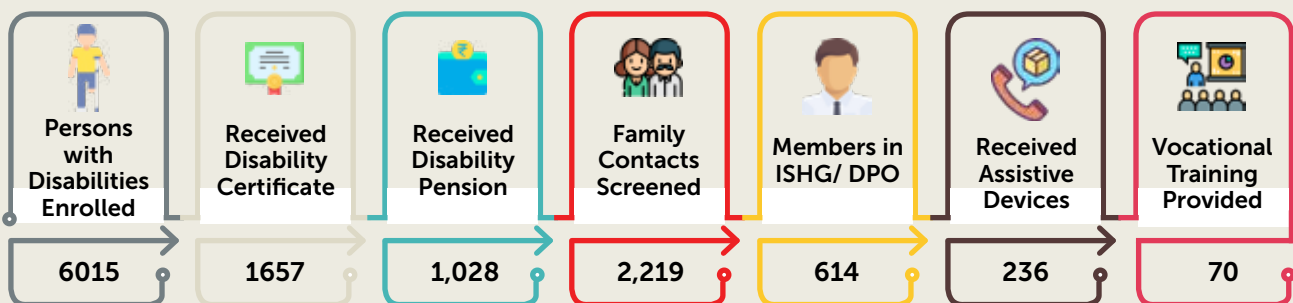 Persons
with
Disabilities
Enrolled
6015
Received
Disability
Certificate
1657
Received
Disability
Pension
1,028
Family
Contacts
Screened
2,219
Members in
ISHG/ DPO
614
Received
Assistive
Devices
236
Vocational
Training
Provided
70